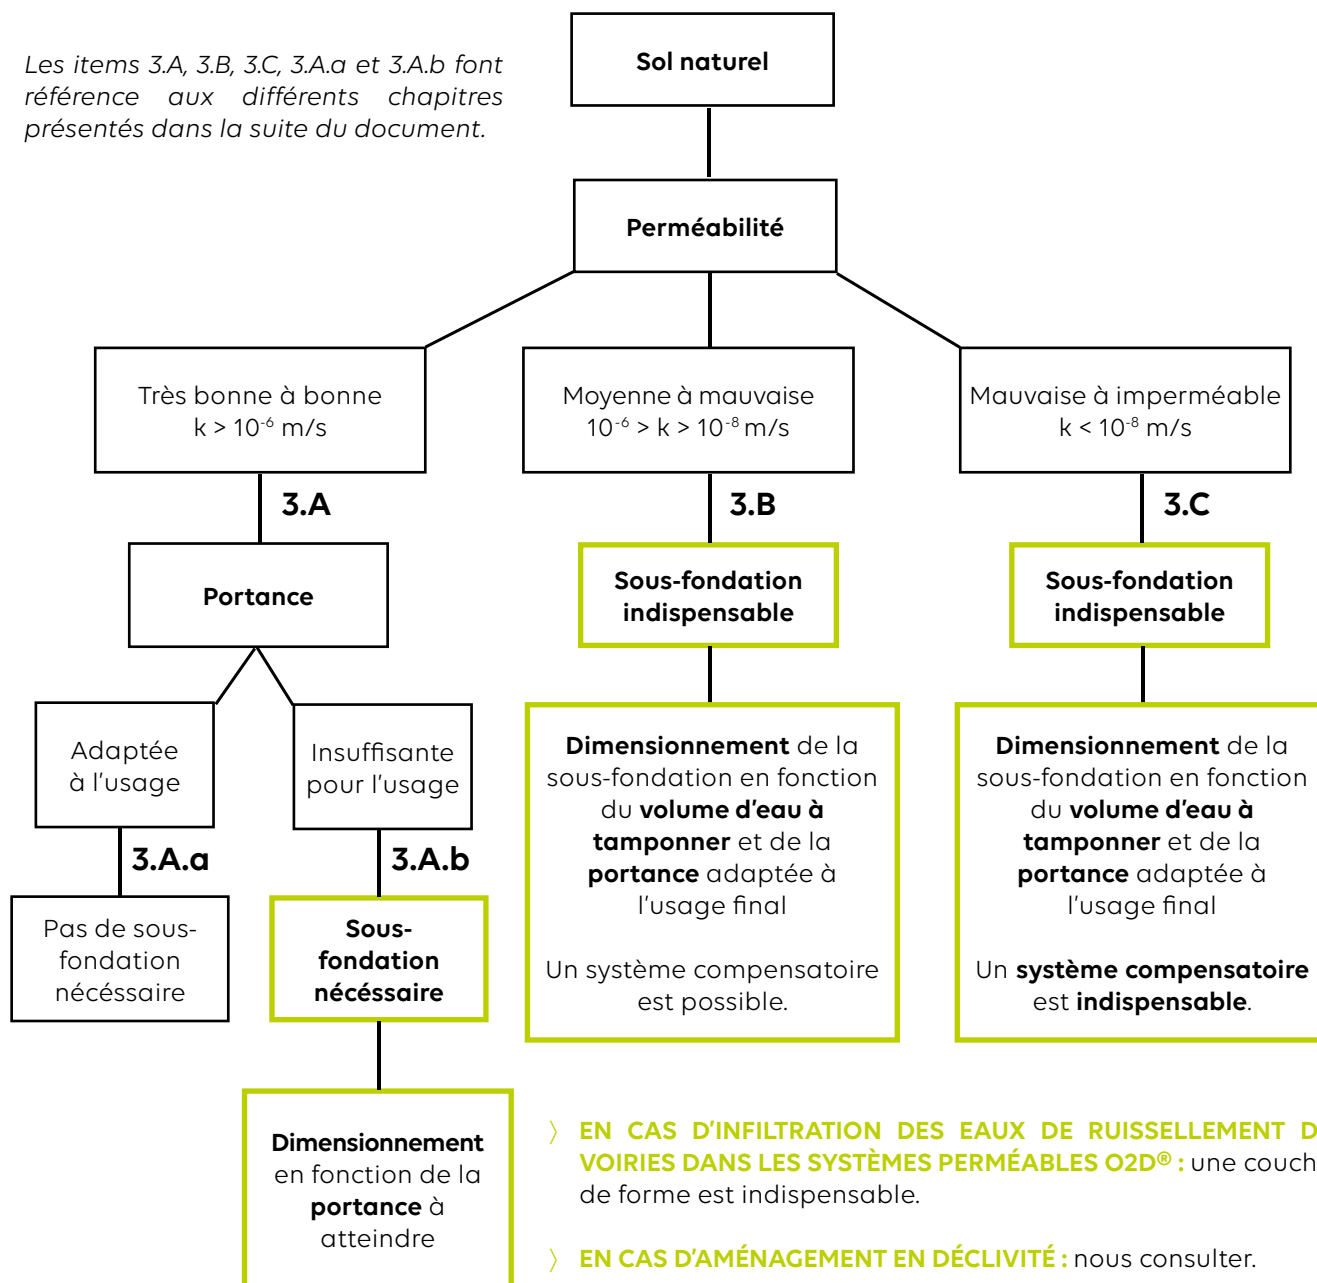 Les items 3.A, 3.B, 3.C, 3.A.a et 3.A.b font
référence aux différents chapitres
présentés dans la suite du document.
Sol naturel
Perméabilité
Très bonne à bonne
k > 10⁻⁶ m/s
Moyenne à mauvaise
10⁻⁶ > k > 10⁻⁸ m/s
Mauvaise à imperméable
k < 10⁻⁸ m/s
3.A
3.B
3.C
Portance
Sous-fondation
indispensable
Sous-fondation
indispensable
Adaptée
à l'usage
Insuffisante
pour l'usage
3.A.a
3.A.b
Pas de sous-
fondation
nécéssaire
Sous-
fondation
nécéssaire
Dimensionnement
en fonction de la
portance à
atteindre
Dimensionnement de la
sous-fondation en fonction
du volume d'eau à
tamponner et de la
portance adaptée à
l'usage final
Un système compensatoire
est possible.
Dimensionnement de la
sous-fondation en fonction
du volume d'eau à
tamponner et de la
portance adaptée à
l'usage final
Un système compensatoire
est indispensable.
〉 EN CAS D'INFILTRATION DES EAUX DE RUISSELLEMENT D
VOIRIES DANS LES SYSTÈMES PERMÉABLES O2D® : une couch
de forme est indispensable.
〉 EN CAS D'AMÉNAGEMENT EN DÉCLIVITÉ : nous consulter.